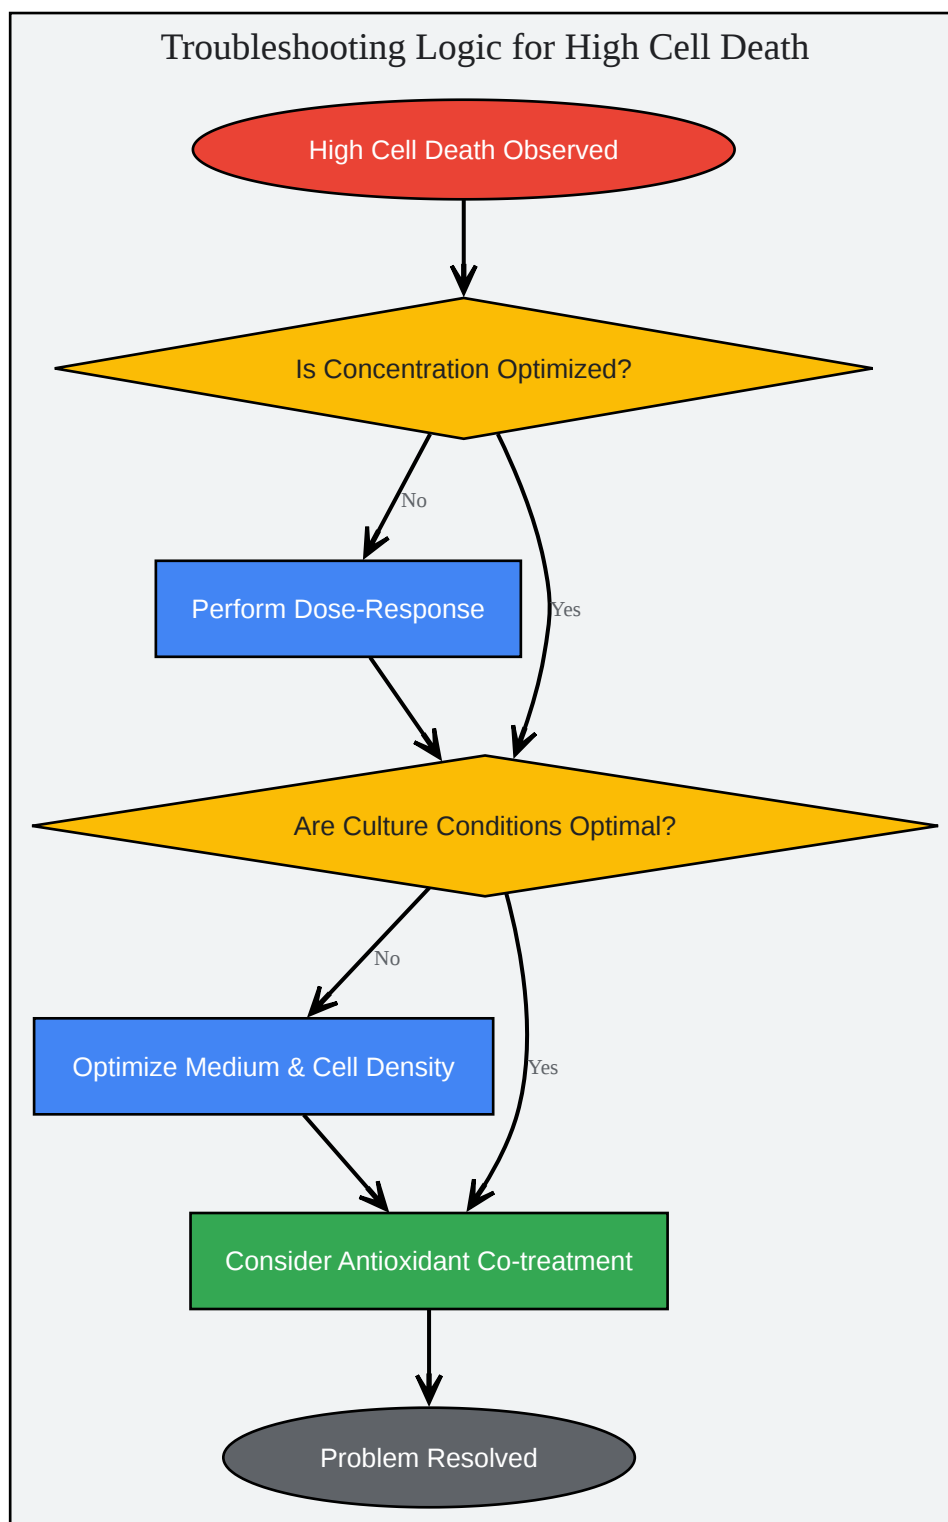 Troubleshooting Logic for High Cell Death
High Cell Death Observed
Is Concentration Optimized?
No
Perform Dose-Response
Yes
Are Culture Conditions Optimal?
No
Optimize Medium & Cell Density
Yes
Consider Antioxidant Co-treatment
Problem Resolved